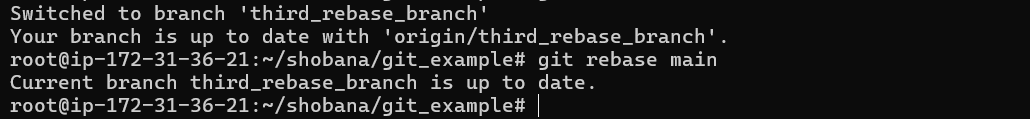 Switched to branch 'third_rebase_branch'
Your branch is up to date with 'origin/third_rebase_branch'.
root@ip-172-31-36-21:~/shobana/git_example# git rebase main
Current branch third_rebase_branch is up to date.
root@ip-172-31-36-21:~/shobana/git_example#